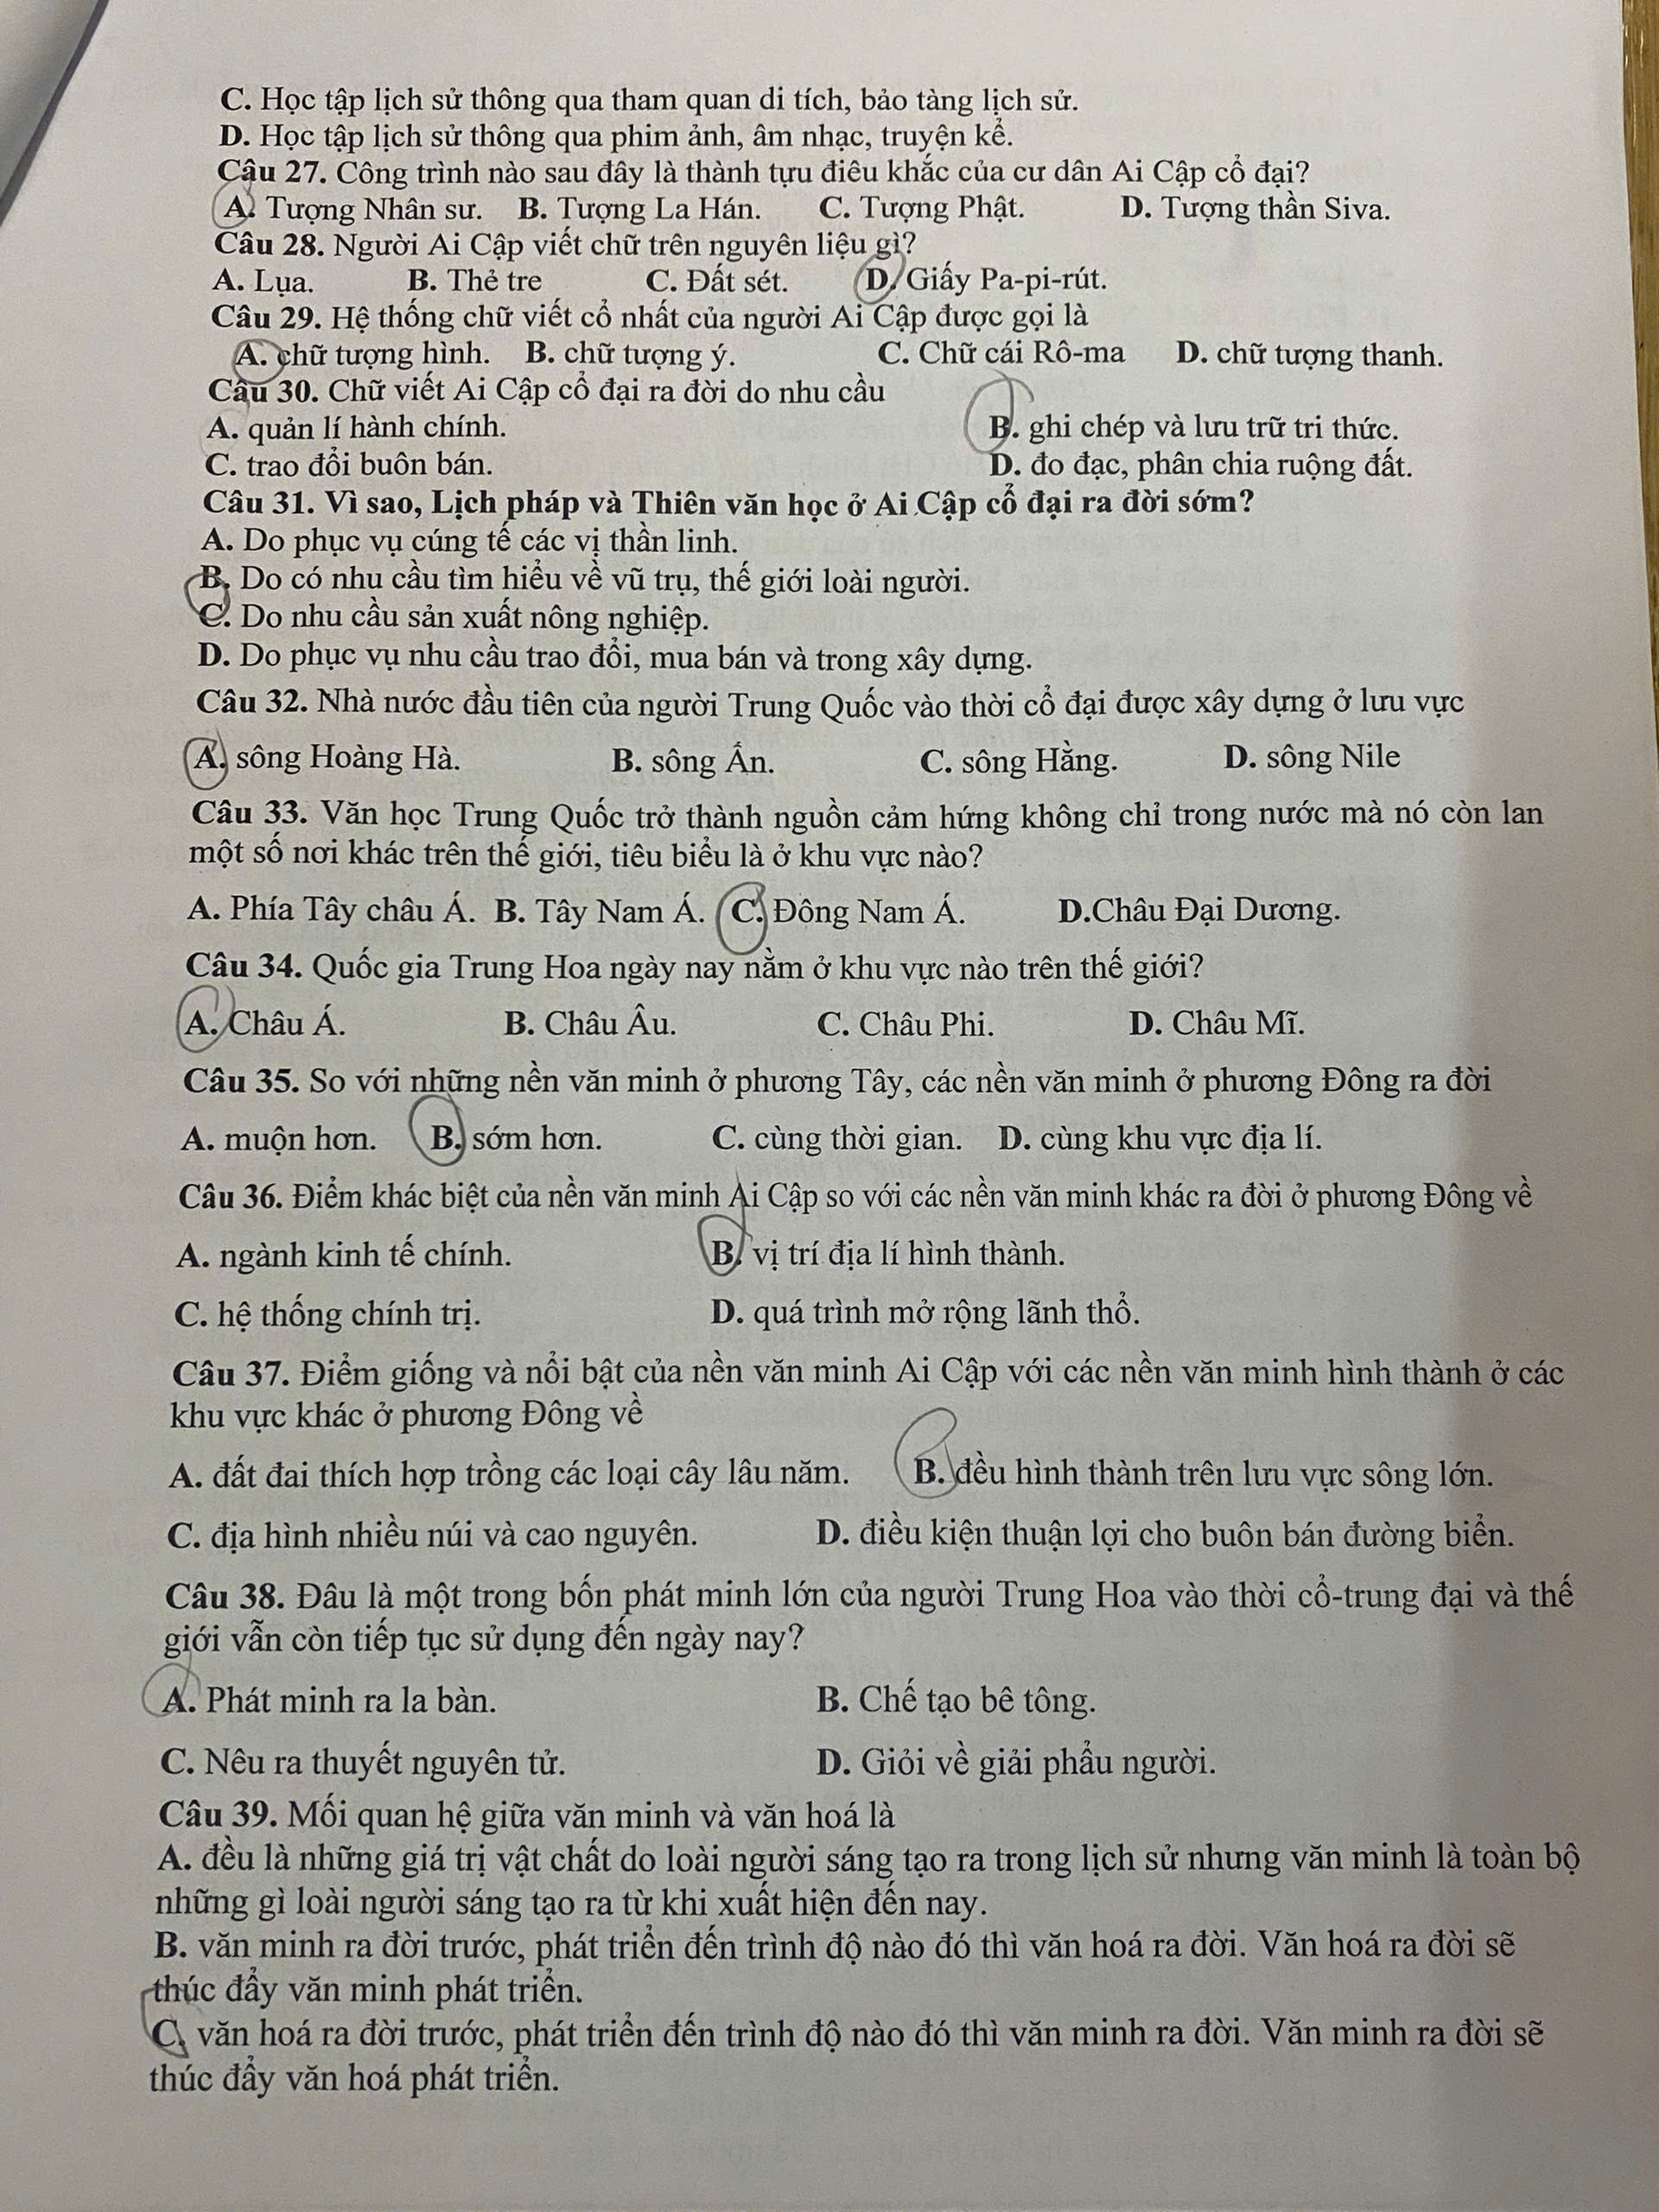 C. Học tập lịch sử thông qua tham quan di tích, bảo tàng lịch sử.
D. Học tập lịch sử thông qua phim ảnh, âm nhạc, truyện kể.
Câu 27. Công trình nào sau đây là thành tựu điêu khắc của cư dân Ai Cập cổ đại?
A. Tượng Nhân sư. B. Tượng La Hán. C. Tượng Phật. D. Tượng thần Siva.
Câu 28. Người Ai Cập viết chữ trên nguyên liệu gì?
A. Lụa. B. Thẻ tre C. Đất sét. D. Giấy Pa-pi-rút.
Câu 29. Hệ thống chữ viết cổ nhất của người Ai Cập được gọi là
A. chữ tượng hình. B. chữ tượng ý. C. Chữ cái Rô-ma D. chữ tượng thanh.
Câu 30. Chữ viết Ai Cập cổ đại ra đời do nhu cầu
A. quản lí hành chính. B. ghi chép và lưu trữ tri thức.
C. trao đổi buôn bán. D. đo đạc, phân chia ruộng đất.
Câu 31. Vì sao, Lịch pháp và Thiên văn học ở Ai Cập cổ đại ra đời sớm?
A. Do phục vụ cúng tế các vị thần linh.
B. Do có nhu cầu tìm hiểu về vũ trụ, thế giới loài người.
C. Do nhu cầu sản xuất nông nghiệp.
D. Do phục vụ nhu cầu trao đổi, mua bán và trong xây dựng.
Câu 32. Nhà nước đầu tiên của người Trung Quốc vào thời cổ đại được xây dựng ở lưu vực
A. sông Hoàng Hà. B. sông Ấn. C. sông Hằng. D. sông Nile
Câu 33. Văn học Trung Quốc trở thành nguồn cảm hứng không chỉ trong nước mà nó còn lan
một số nơi khác trên thế giới, tiêu biểu là ở khu vực nào?
A. Phía Tây châu Á. B. Tây Nam Á. C. Đông Nam Á. D.Châu Đại Dương.
Câu 34. Quốc gia Trung Hoa ngày nay nằm ở khu vực nào trên thế giới?
A. Châu Á. B. Châu Âu. C. Châu Phi. D. Châu Mĩ.
Câu 35. So với những nền văn minh ở phương Tây, các nền văn minh ở phương Đông ra đời
A. muộn hơn. B. sớm hơn. C. cùng thời gian. D. cùng khu vực địa lí.
Câu 36. Điểm khác biệt của nền văn minh Ai Cập so với các nền văn minh khác ra đời ở phương Đông về
A. ngành kinh tế chính. B. vị trí địa lí hình thành.
C. hệ thống chính trị. D. quá trình mở rộng lãnh thổ.
Câu 37. Điểm giống và nổi bật của nền văn minh Ai Cập với các nền văn minh hình thành ở các
khu vực khác ở phương Đông về
A. đất đai thích hợp trồng các loại cây lâu năm. B. đều hình thành trên lưu vực sông lớn.
C. địa hình nhiều núi và cao nguyên. D. điều kiện thuận lợi cho buôn bán đường biển.
Câu 38. Đâu là một trong bốn phát minh lớn của người Trung Hoa vào thời cổ-trung đại và thế
giới vẫn còn tiếp tục sử dụng đến ngày nay?
A. Phát minh ra la bàn. B. Chế tạo bê tông.
C. Nêu ra thuyết nguyên tử. D. Giỏi về giải phẩu người.
Câu 39. Mối quan hệ giữa văn minh và văn hoá là
A. đều là những giá trị vật chất do loài người sáng tạo ra trong lịch sử nhưng văn minh là toàn bộ
những gì loài người sáng tạo ra từ khi xuất hiện đến nay.
B. văn minh ra đời trước, phát triển đến trình độ nào đó thì văn hoá ra đời. Văn hoá ra đời sẽ
thúc đẩy văn minh phát triển.
C. văn hoá ra đời trước, phát triển đến trình độ nào đó thì văn minh ra đời. Văn minh ra đời sẽ
thúc đẩy văn hoá phát triển.